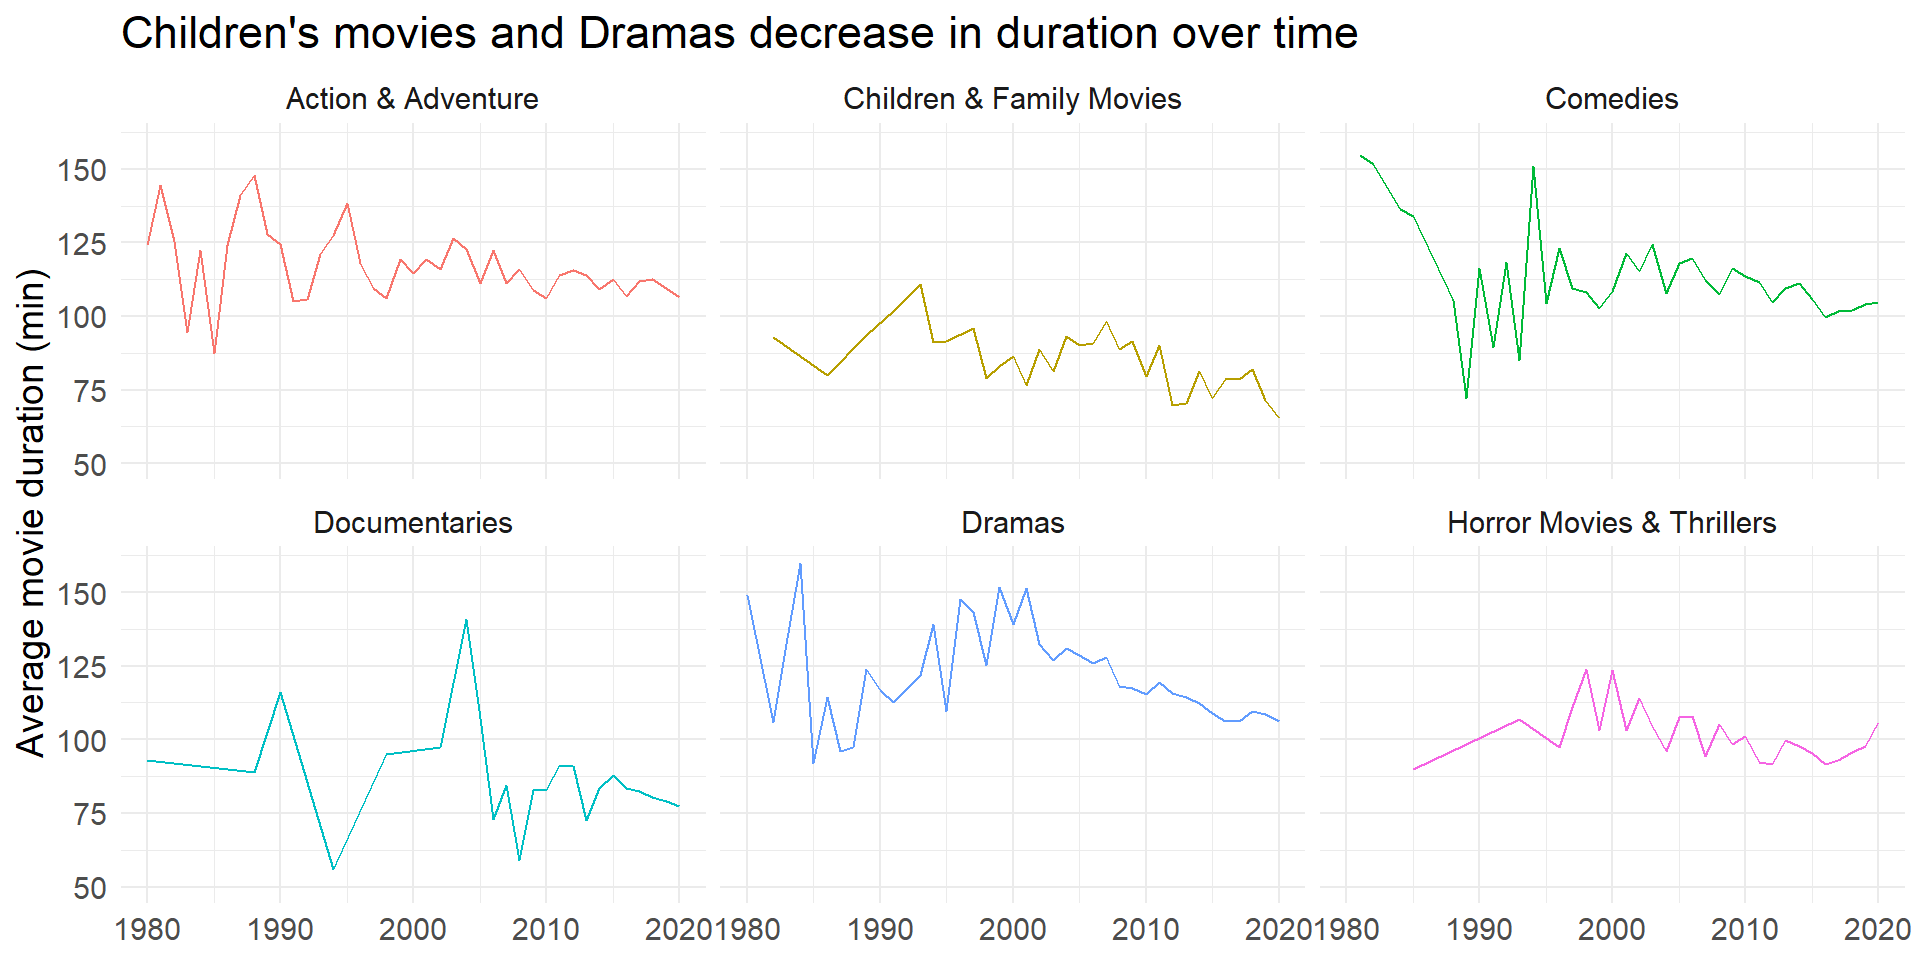 Children's movies and Dramas decrease in duration over time
Action & Adventure
Children & Family Movies
Comedies
150
125
100
75
50
Average movie duration (min)
Documentaries
Dramas
Horror Movies & Thrillers
150
125
100
75
50
1980 1990 2000 2010 2020
1980 1990 2000 2010 2020
1980 1990 2000 2010 2020